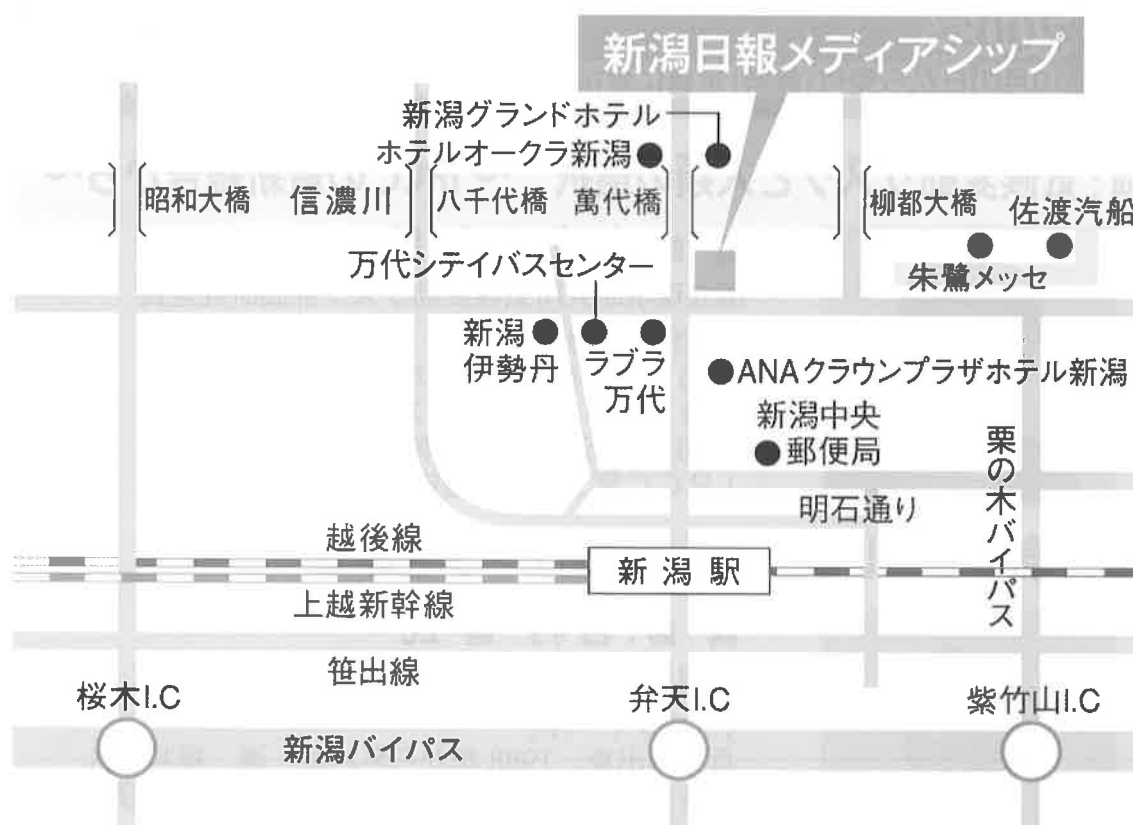 新潟日報メディアシップ
新潟グランドホテル
ホテルオークラ新潟
昭和大橋
信濃川
八千代橋
萬代橋
柳都大橋
佐渡汽船
朱鷺メッセ
万代シテイバスセンター
新潟
伊勢丹
ラブラ
万代
ANAクラウンプラザホテル新潟
新潟中央
郵便局
栗の木バイパス
明石通り
越後線
新潟駅
上越新幹線
笹出線
桜木I.C
弁天I.C
紫竹山I.C
新潟バイパス